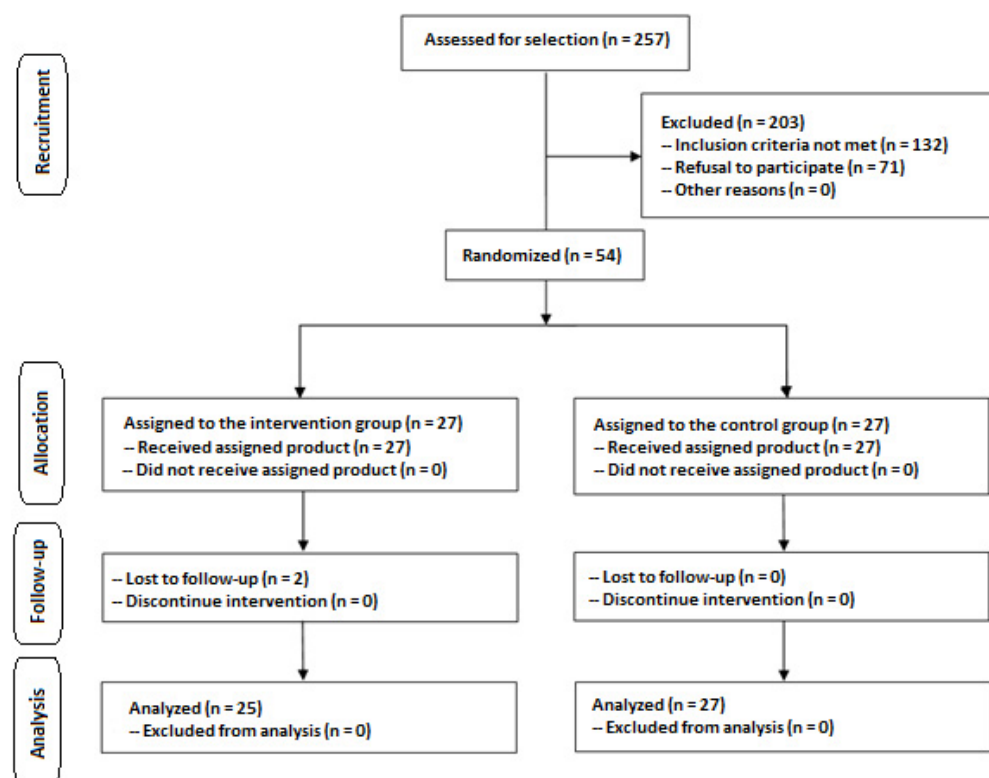 Assessed for selection (n = 257)
Recruitment
Excluded (n = 203)
-- Inclusion criteria not met (n = 132)
-- Refusal to participate (n = 71)
-- Other reasons (n = 0)
Randomized (n = 54)
Allocation
Assigned to the intervention group (n = 27)
-- Received assigned product (n = 27)
-- Did not receive assigned product (n = 0)
Assigned to the control group (n = 27)
-- Received assigned product (n = 27)
-- Did not receive assigned product (n = 0)
Follow-up
-- Lost to follow-up (n = 2)
-- Discontinue intervention (n = 0)
-- Lost to follow-up (n = 0)
-- Discontinue intervention (n = 0)
Analysis
Analyzed (n = 25)
-- Excluded from analysis (n = 0)
Analyzed (n = 27)
-- Excluded from analysis (n = 0)